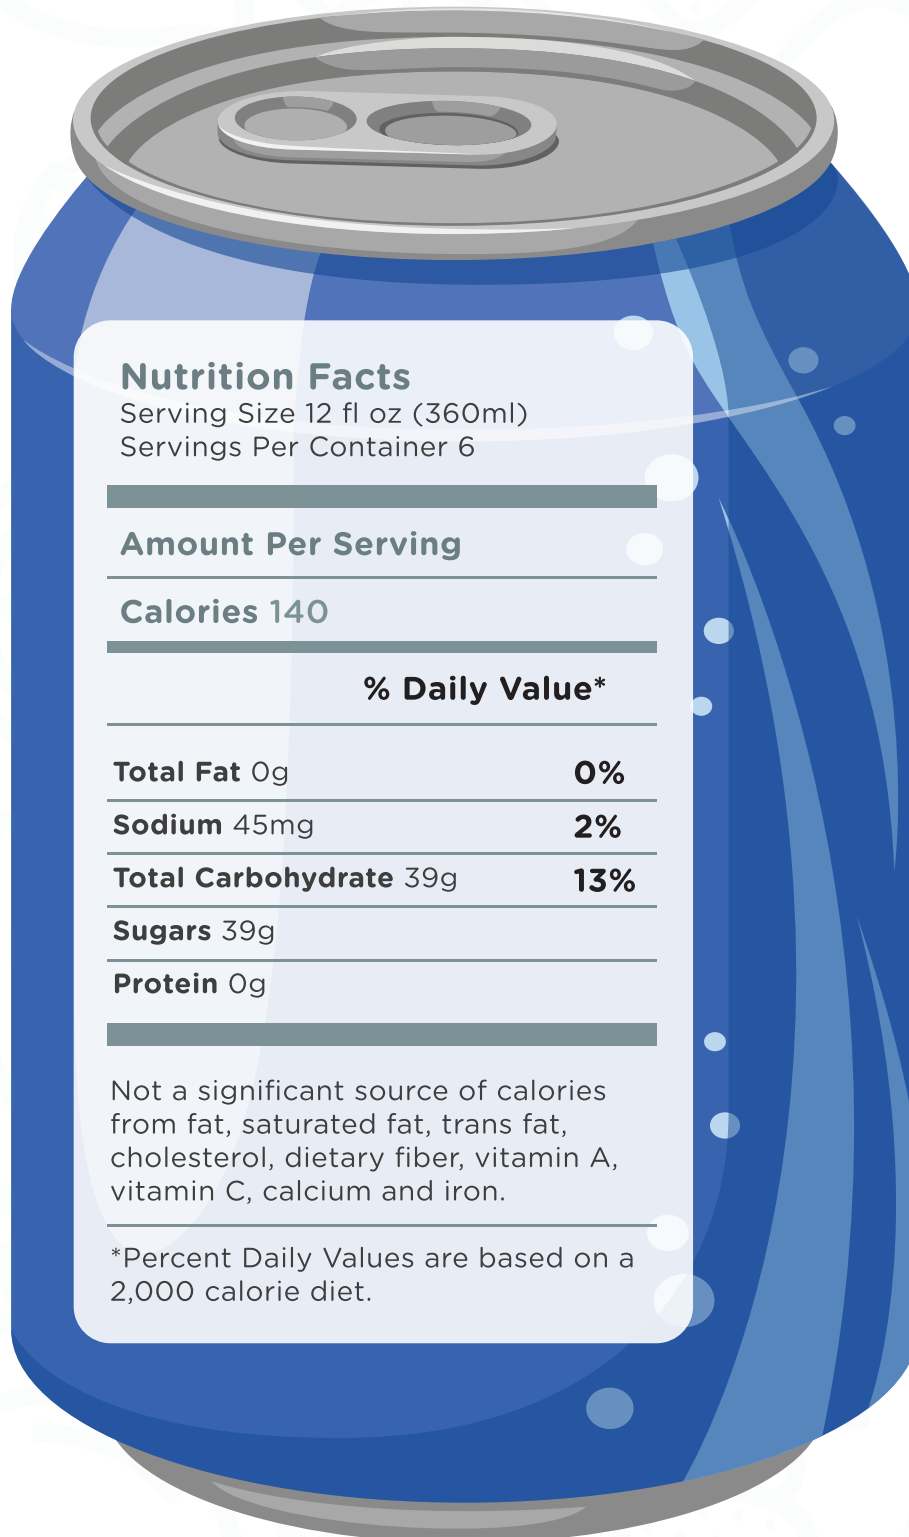 Nutrition Facts
Serving Size 12 fl oz (360ml)
Servings Per Container 6
Amount Per Serving
Calories 140
% Daily Value*
Total Fat 0g 0%
Sodium 45mg 2%
Total Carbohydrate 39g 13%
Sugars 39g
Protein 0g
Not a significant source of calories
from fat, saturated fat, trans fat,
cholesterol, dietary fiber, vitamin A,
vitamin C, calcium and iron.
*Percent Daily Values are based on a
2,000 calorie diet.